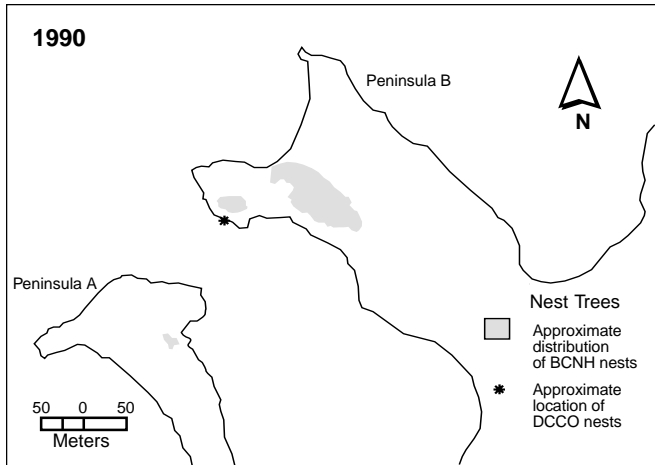 1990
Peninsula B
N
Peninsula A
Nest Trees
Approximate
distribution
of BCNH nests
Approximate
location of
DCCO nests
50 0 50
Meters